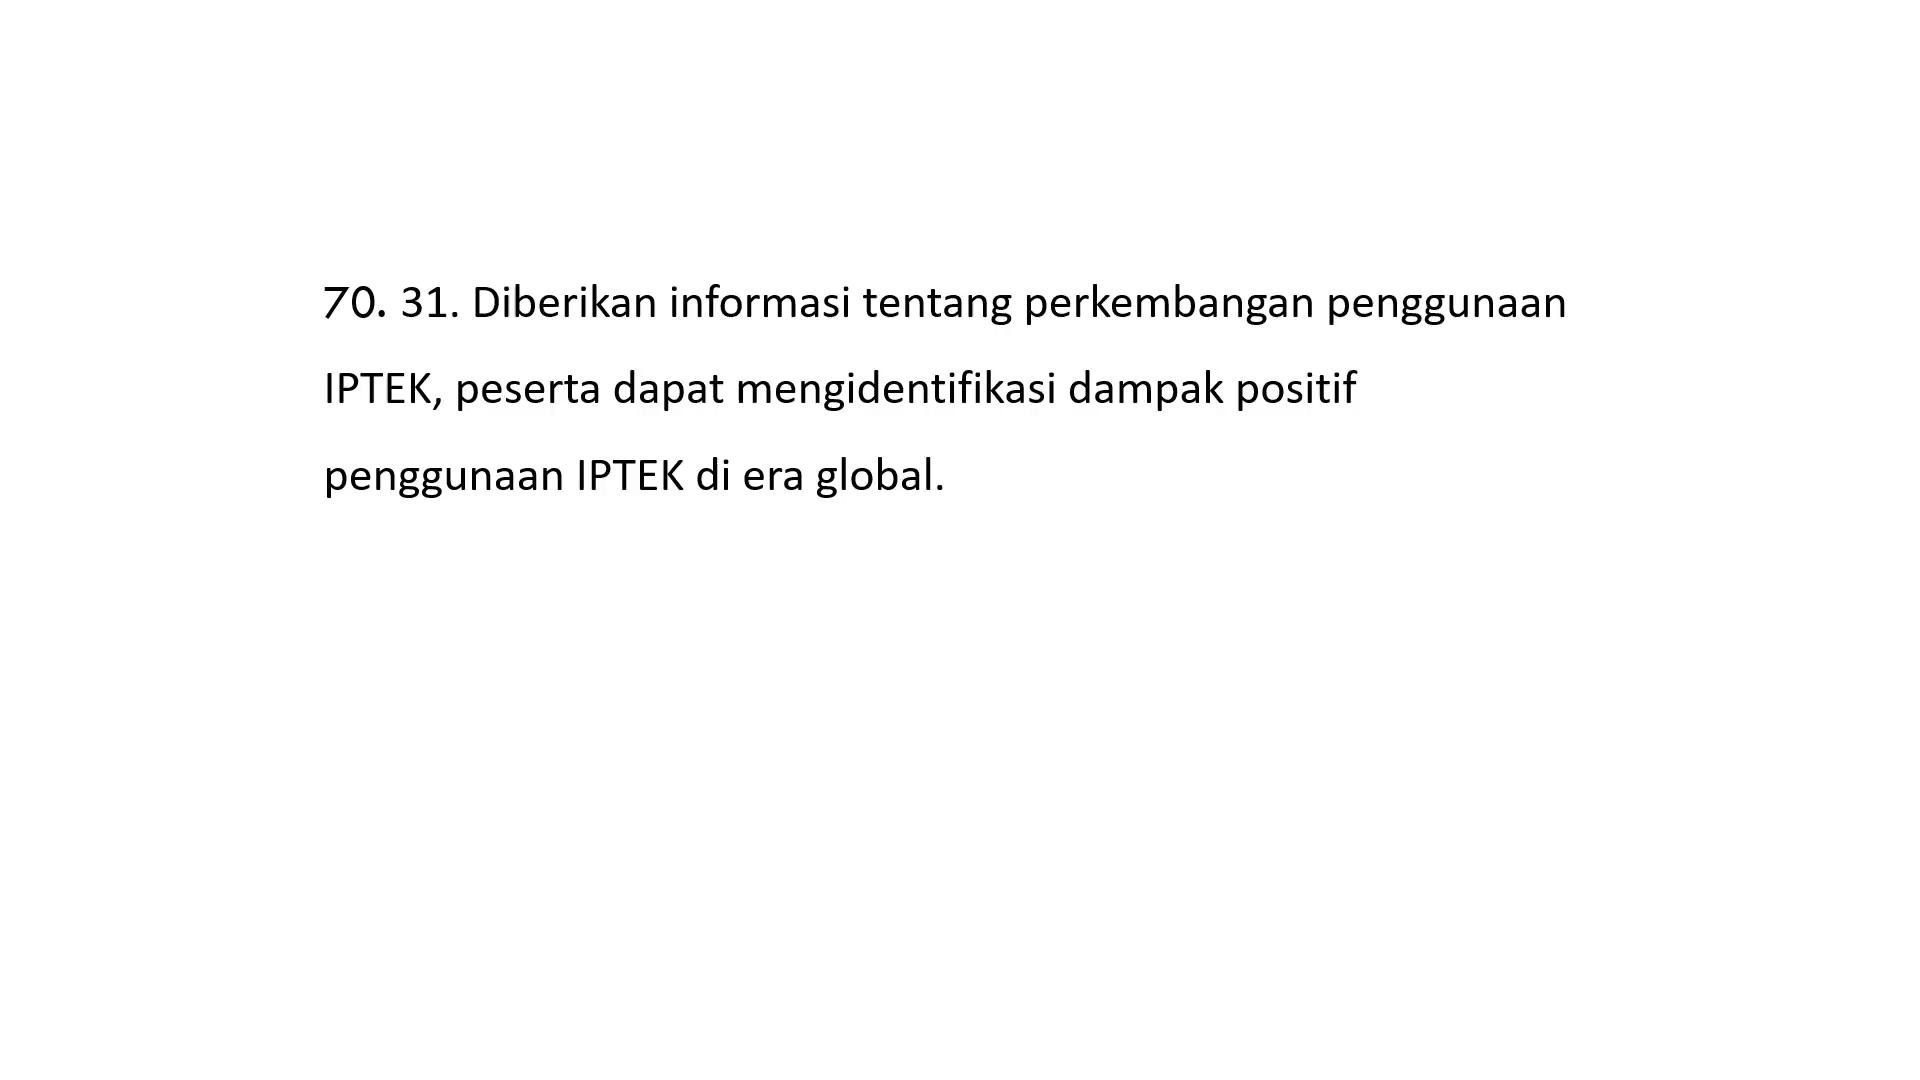 70. 31. Diberikan informasi tentang perkembangan penggunaan
IPTEK, peserta dapat mengidentifikasi dampak positif
penggunaan IPTEK di era global.